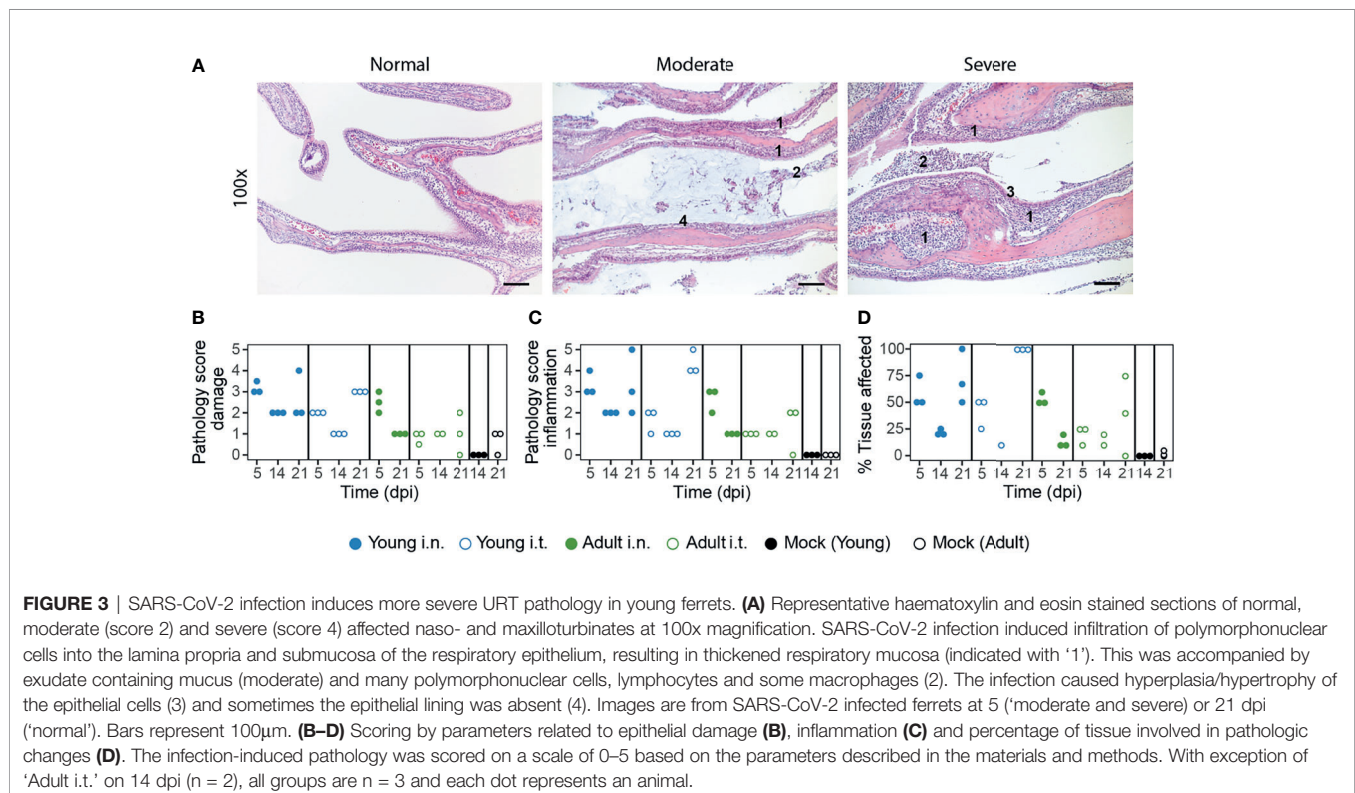 A
Normal
Moderate
Severe
100x
1
1
2
4
1
2
3
1
1
B
C
D
Pathology score
damage
5
4
3
2
1
0
5 14 21 5 14 21 5 21 5 14 21 14 21
Time (dpi)
Pathology score
inflammation
5
4
3
2
1
0
5 14 21 5 14 21 5 21 5 14 21 14 21
Time (dpi)
% Tissue affected
100
75
50
25
0
5 14 21 5 14 21 5 21 5 14 21 14 21
Time (dpi)
Young i.n. Young i.t. Adult i.n. Adult i.t. Mock (Young) Mock (Adult)
FIGURE 3 | SARS-CoV-2 infection induces more severe URT pathology in young ferrets. (A) Representative haematoxylin and eosin stained sections of normal,
moderate (score 2) and severe (score 4) affected naso- and maxilloturbinates at 100x magnification. SARS-CoV-2 infection induced infiltration of polymorphonuclear
cells into the lamina propria and submucosa of the respiratory epithelium, resulting in thickened respiratory mucosa (indicated with ‘1’). This was accompanied by
exudate containing mucus (moderate) and many polymorphonuclear cells, lymphocytes and some macrophages (2). The infection caused hyperplasia/hypertrophy of
the epithelial cells (3) and sometimes the epithelial lining was absent (4). Images are from SARS-CoV-2 infected ferrets at 5 (‘moderate and severe) or 21 dpi
(‘normal’). Bars represent 100μm. (B–D) Scoring by parameters related to epithelial damage (B), inflammation (C) and percentage of tissue involved in pathologic
changes (D). The infection-induced pathology was scored on a scale of 0–5 based on the parameters described in the materials and methods. With exception of
‘Adult i.t.’ on 14 dpi (n = 2), all groups are n = 3 and each dot represents an animal.